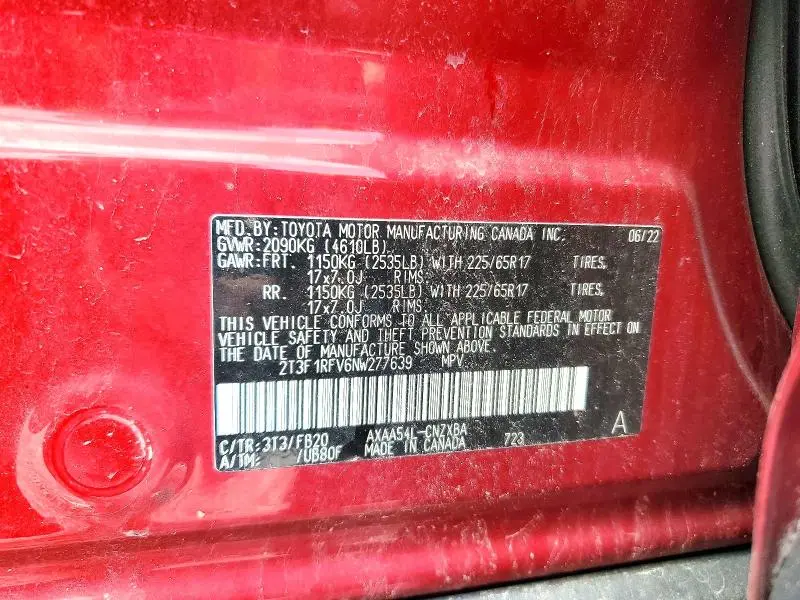 MFD. BY: TOYOTA MOTOR MANUFACTURING CANADA INC. 06/22
GVWR: 2090KG (4610LB)
GAWR: FRT. 1150KG (2535LB) WITH 225/65R17 TIRES,
17x7.0J RIMS
RR. 1150KG (2535LB) WITH 225/65R17 TIRES,
17x7.0J RIMS
THIS VEHICLE CONFORMS TO ALL APPLICABLE FEDERAL MOTOR
VEHICLE SAFETY AND THEFT PREVENTION STANDARDS IN EFFECT ON
THE DATE OF MANUFACTURE SHOWN ABOVE.
2T3F1RFV6NW277639 MPV
C/TR: 3T3/FB20 AXAA54L-CNZXBA A
A/TM: /UB80F MADE IN CANADA 723